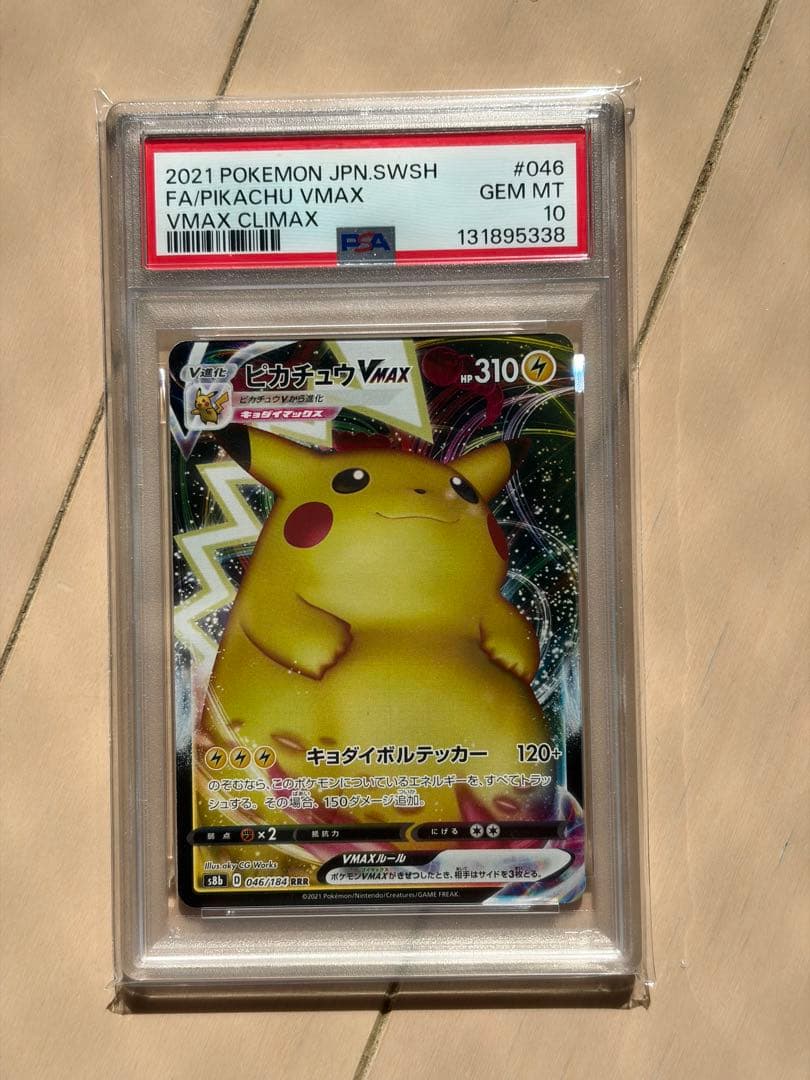 2021 POKEMON JPN.SWSH #046
FA/PIKACHU VMAX GEM MT
VMAX CLIMAX 10
PSA 131895338
V進化 ピカチュウVMAX HP 310
ピカチュウVから進化
キョダイマックス
キョダイボルテッカー 120+
のぞむなら、このポケモンについているエネルギーを、すべてトラッ
シュする。その場合、150ダメージ追加。
弱点 ×2 抵抗力 にげる
VMAXルール
Illus. aky CG Works
ポケモンVMAXがきぜつしたとき、相手はサイドを3枚とる。
s8b D 046/184 RRR
©2021 Pokémon/Nintendo/Creatures/GAME FREAK.